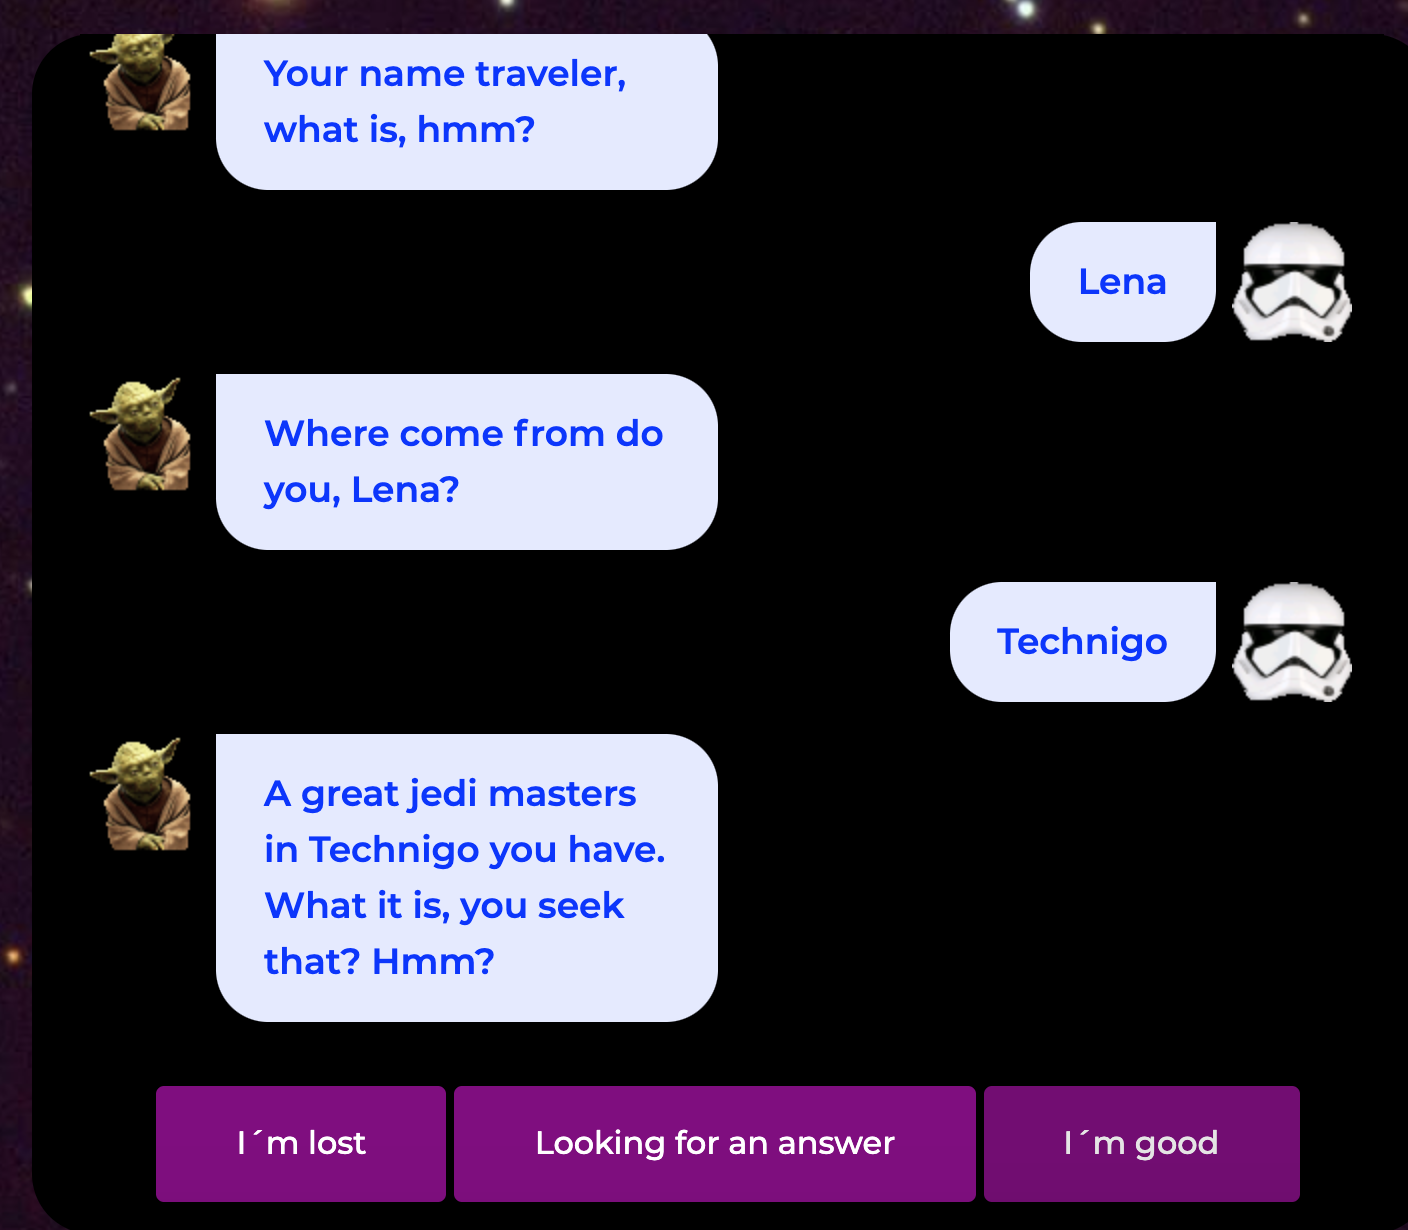 Your name traveler,
what is, hmm?
Lena
Where come from do
you, Lena?
Technigo
A great jedi masters
in Technigo you have.
What it is, you seek
that? Hmm?
I´m lost
Looking for an answer
I´m good